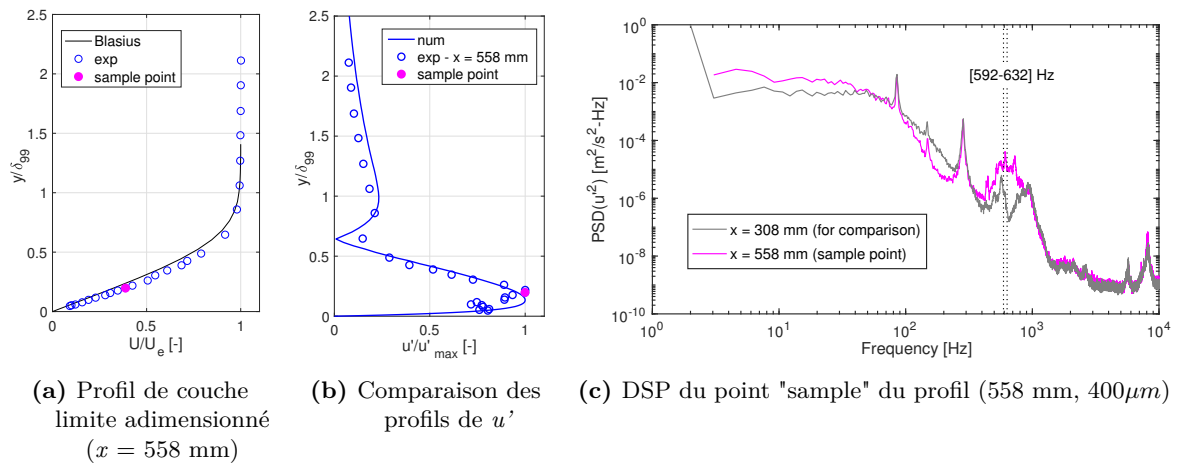 2.5
2
1.5
1
0.5
0
0
0.5
1
y/δ99
U/Ue [-]
Blasius
exp
sample point
2.5
2
1.5
1
0.5
0
0
0.5
1
y/δ99
u'/u'max [-]
num
exp - x = 558 mm
sample point
10^0
10^-2
10^-4
10^-6
10^-8
10^-10
10^0
10^1
10^2
10^3
10^4
PSD(u'^2) [m^2/s^2-Hz]
Frequency [Hz]
[592-632] Hz
x = 308 mm (for comparison)
x = 558 mm (sample point)
(a) Profil de couche
limite adimensionné
(x = 558 mm)
(b) Comparaison des
profils de u'
(c) DSP du point "sample" du profil (558 mm, 400μm)